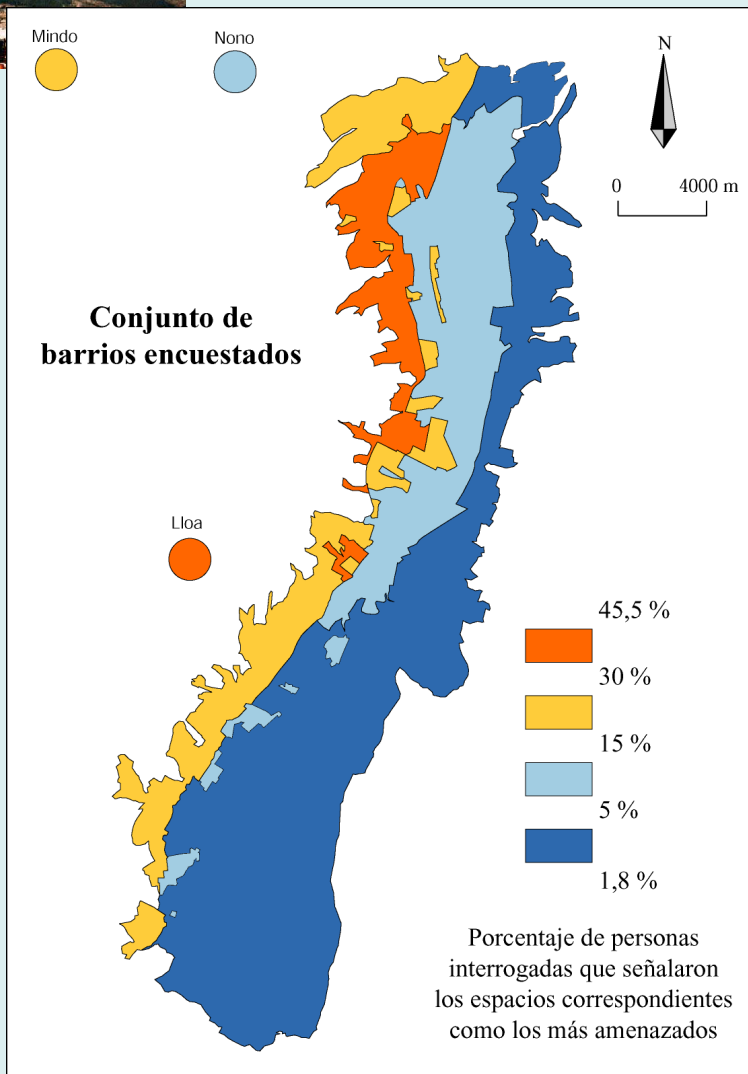 Mindo
Nono
N
0 4000 m
Conjunto de
barrios encuestados
Lloa
45,5 %
30 %
15 %
5 %
1,8 %
Porcentaje de personas
interrogadas que señalaron
los espacios correspondientes
como los más amenazados